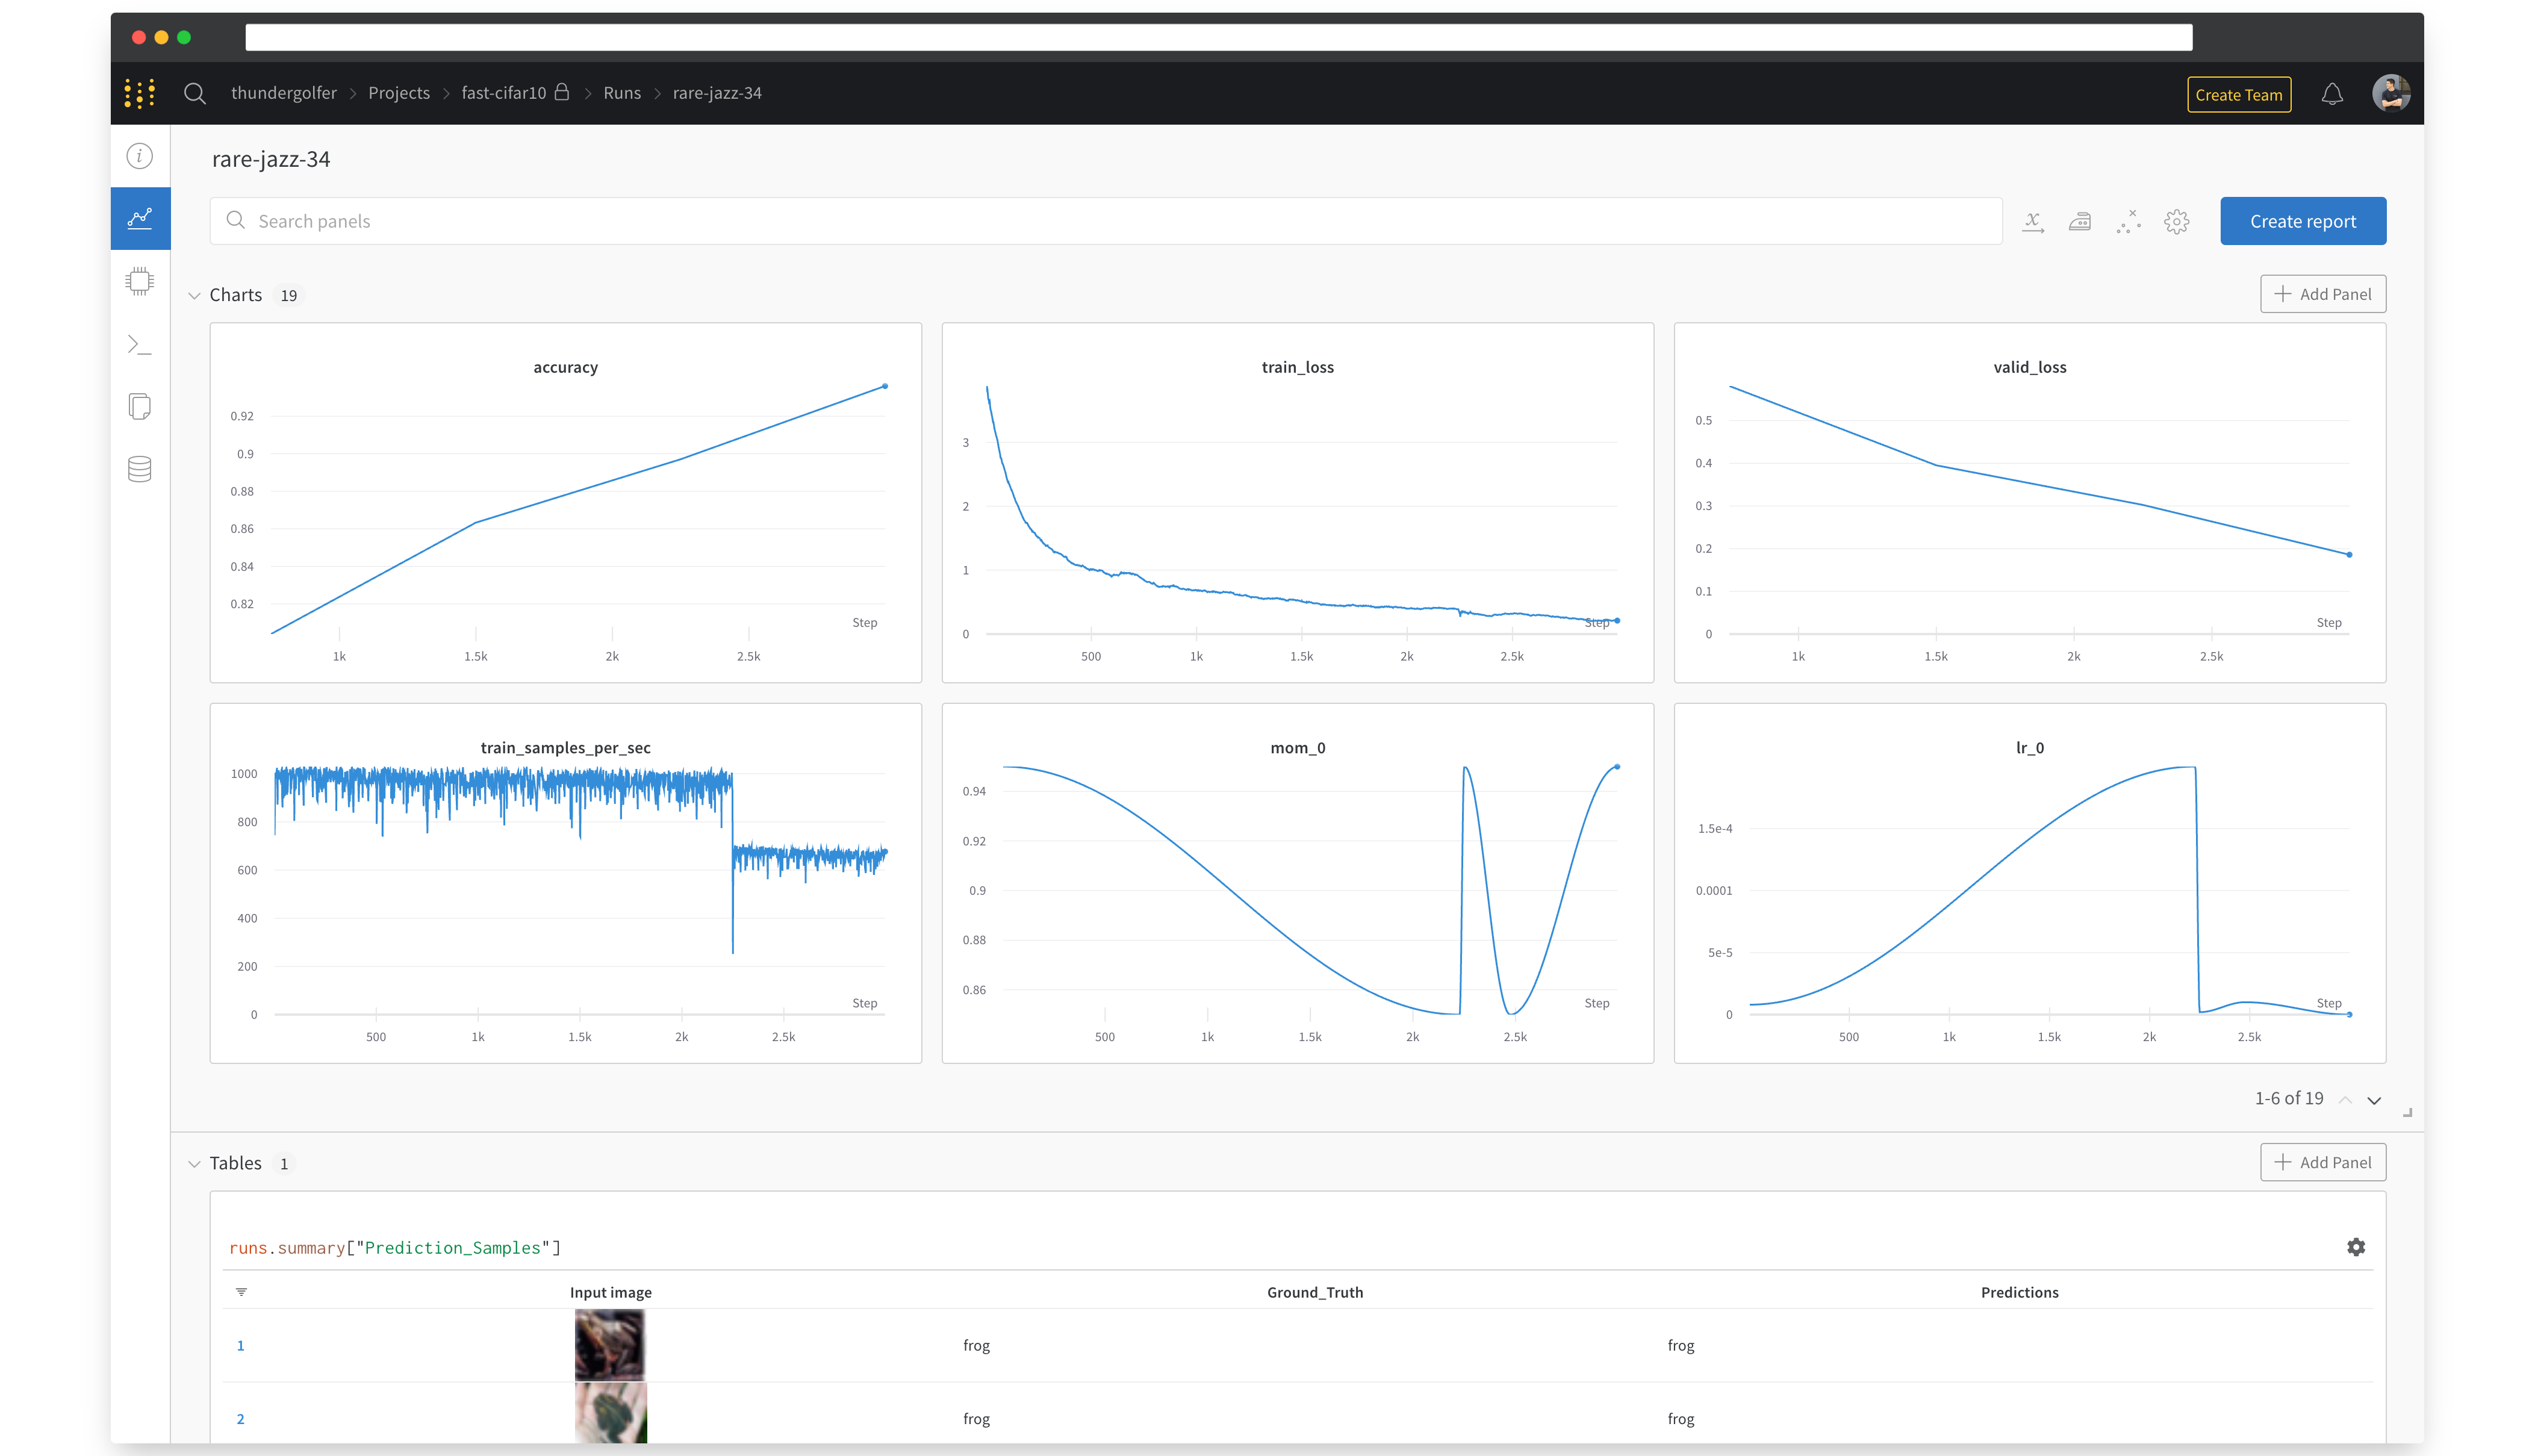 thundergolfer > Projects > fast-cifar10 > Runs > rare-jazz-34
Create Team
rare-jazz-34
Search panels
Create report
Charts 19
Add Panel
accuracy
0.92
0.9
0.88
0.86
0.84
0.82
Step
1k 1.5k 2k 2.5k
train_loss
3
2
1
0
Step
500 1k 1.5k 2k 2.5k
valid_loss
0.5
0.4
0.3
0.2
0.1
0
Step
1k 1.5k 2k 2.5k
train_samples_per_sec
1000
800
600
400
200
0
Step
500 1k 1.5k 2k 2.5k
mom_0
0.94
0.92
0.9
0.88
0.86
Step
500 1k 1.5k 2k 2.5k
lr_0
1.5e-4
0.0001
5e-5
0
Step
500 1k 1.5k 2k 2.5k
1-6 of 19
Tables 1
Add Panel
runs.summary["Prediction_Samples"]
Input image Ground_Truth Predictions
1 frog frog
2 frog frog